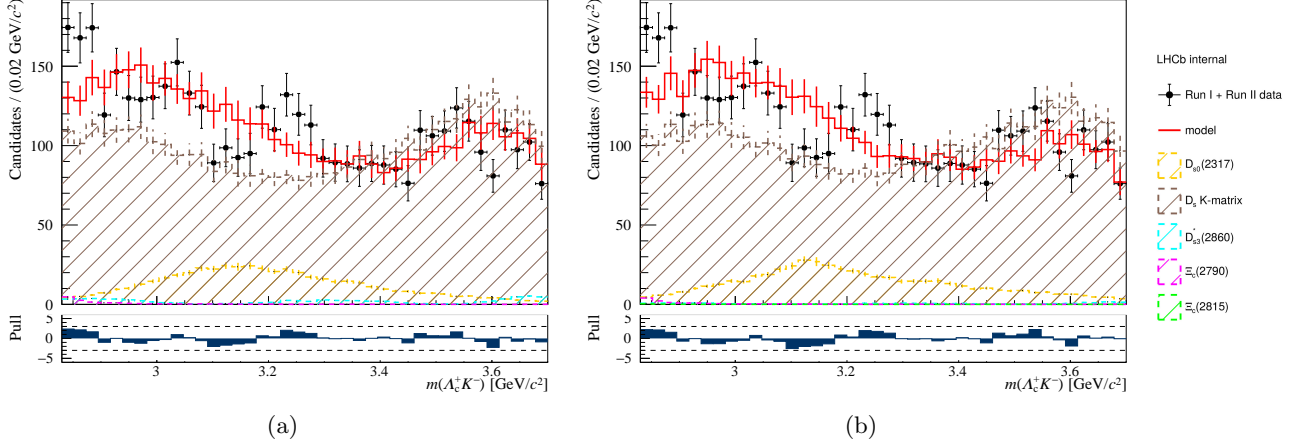 Candidates / (0.02 GeV/c²)
150
100
50
0
Pull
5
0
−5
3
3.2
3.4
3.6
m(Λc⁺K⁻) [GeV/c²]
(a)
Candidates / (0.02 GeV/c²)
150
100
50
0
Pull
5
0
−5
3
3.2
3.4
3.6
m(Λc⁺K⁻) [GeV/c²]
(b)
LHCb internal
Run I + Run II data
model
Ds0(2317)
Ds K-matrix
D*s3(2860)
Ξc(2790)
Ξc(2815)